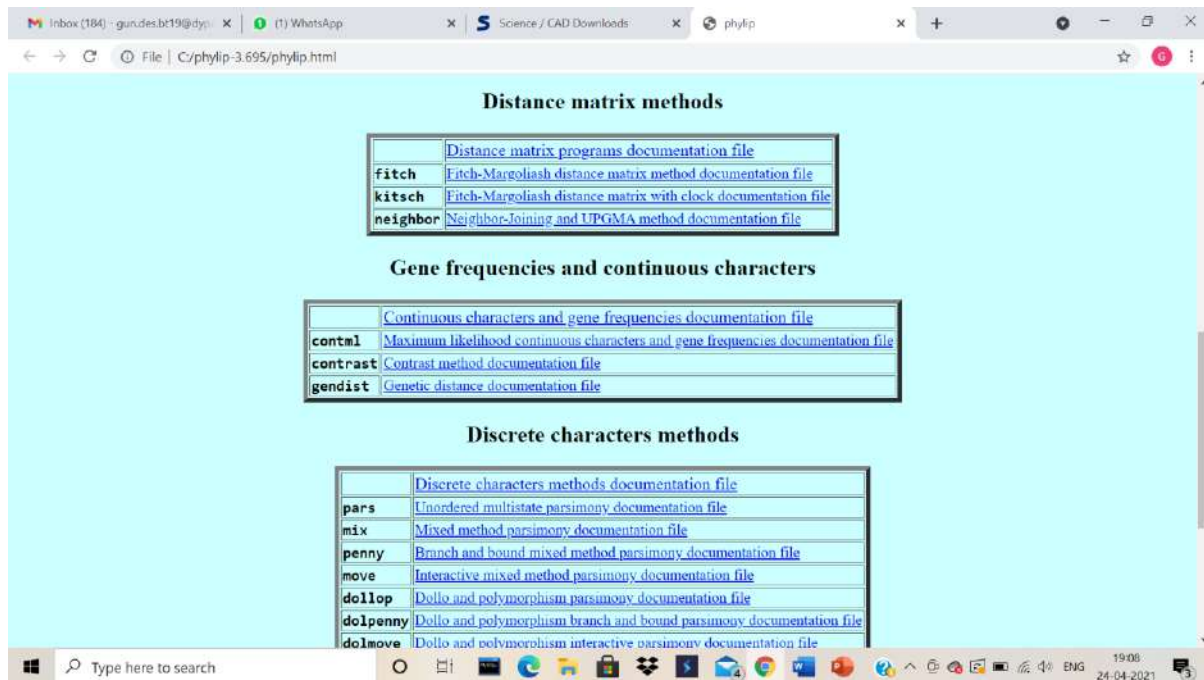 Inbox (184) - gun.des.bt19@dyp
(1) WhatsApp
Science / CAD Downloads
phylip
File | C:/phylip-3.695/phylip.html
G
Distance matrix methods
Distance matrix programs documentation file
fitch Fitch-Margoliash distance matrix method documentation file
kitsch Fitch-Margoliash distance matrix with clock documentation file
neighbor Neighbor-Joining and UPGMA method documentation file
Gene frequencies and continuous characters
Continuous characters and gene frequencies documentation file
contml Maximum likelihood continuous characters and gene frequencies documentation file
contrast Contrast method documentation file
gendist Genetic distance documentation file
Discrete characters methods
Discrete characters methods documentation file
pars Unordered multistate parsimony documentation file
mix Mixed method parsimony documentation file
penny Branch and bound mixed method parsimony documentation file
move Interactive mixed method parsimony documentation file
dollop Dollo and polymorphism parsimony documentation file
dolpenny Dollo and polymorphism branch and bound parsimony documentation file
dolmove Dollo and polymorphism interactive parsimony documentation file
Type here to search
ENG
19:08
24-04-2021